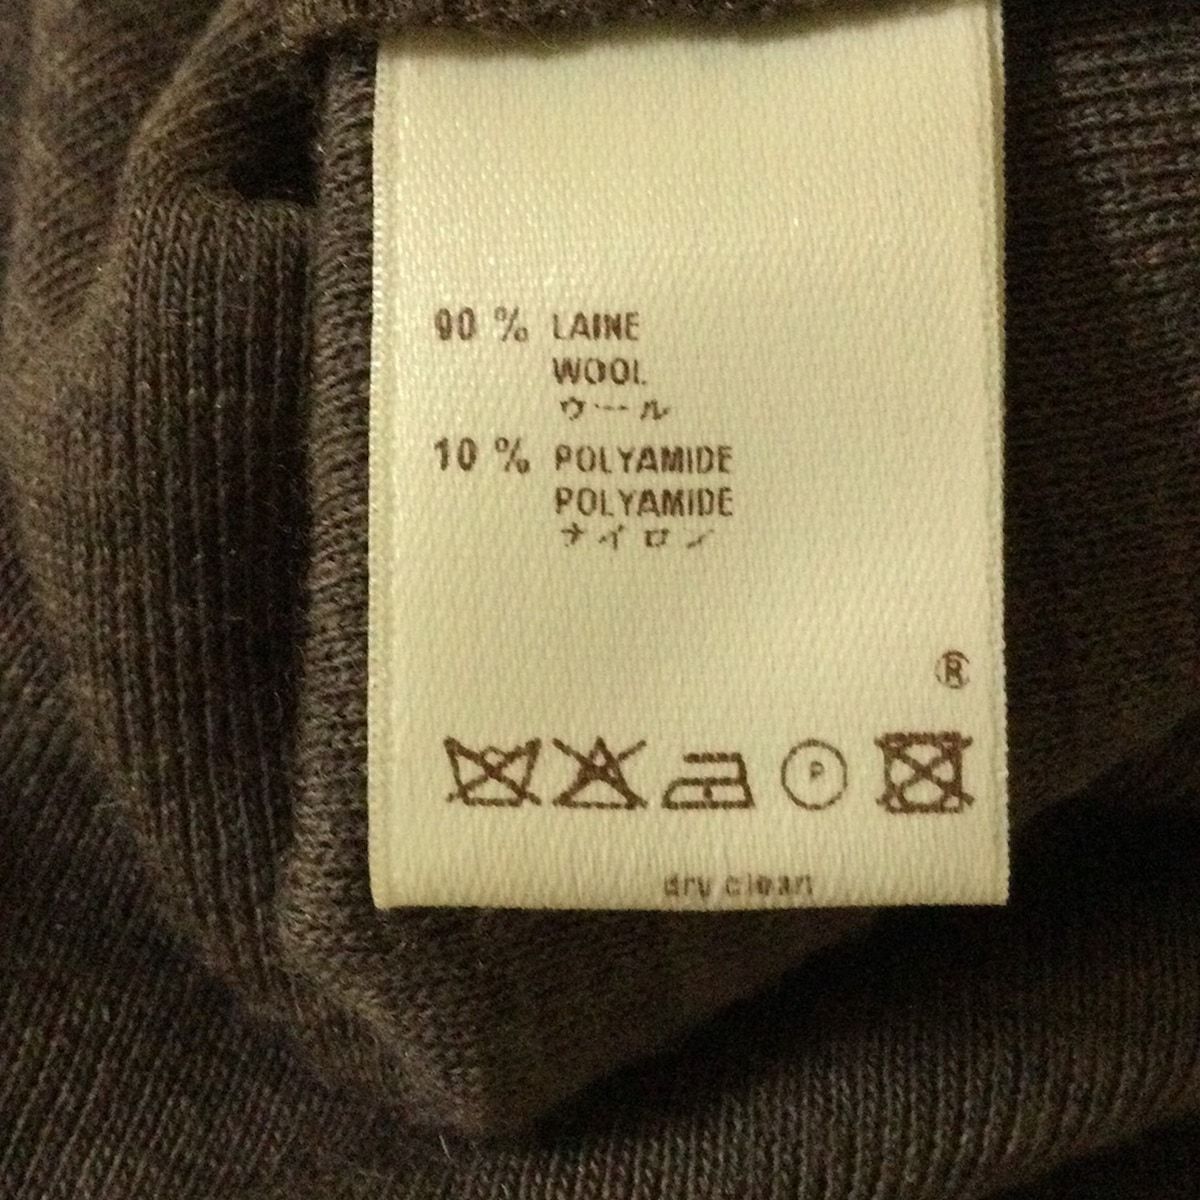 90 % LAINE
WOOL
ウール
10 % POLYAMIDE
POLYAMIDE
ナイロン
®
P
dry clean